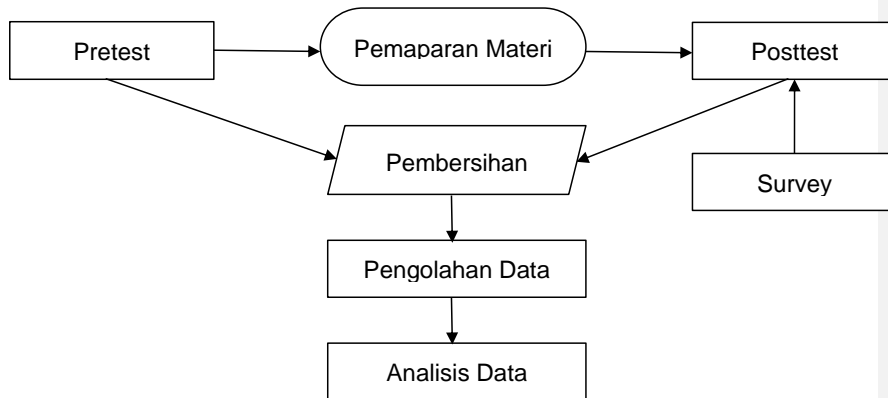 Pretest
Pemaparan Materi
Posttest
Pembersihan
Survey
Pengolahan Data
Analisis Data